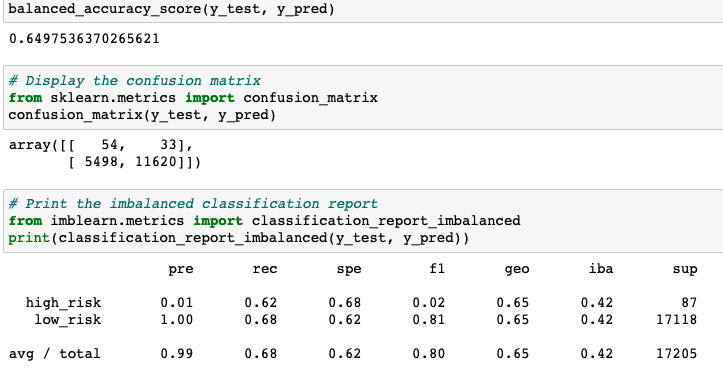 balanced_accuracy_score(y_test, y_pred)
0.6497536370265621
# Display the confusion matrix
from sklearn.metrics import confusion_matrix
confusion_matrix(y_test, y_pred)
array([[   54,    33],
       [ 5498, 11620]])
# Print the imbalanced classification report
from imblearn.metrics import classification_report_imbalanced
print(classification_report_imbalanced(y_test, y_pred))
pre rec spe f1 geo iba sup
high_risk 0.01 0.62 0.68 0.02 0.65 0.42 87
low_risk 1.00 0.68 0.62 0.81 0.65 0.42 17118
avg / total 0.99 0.68 0.62 0.80 0.65 0.42 17205